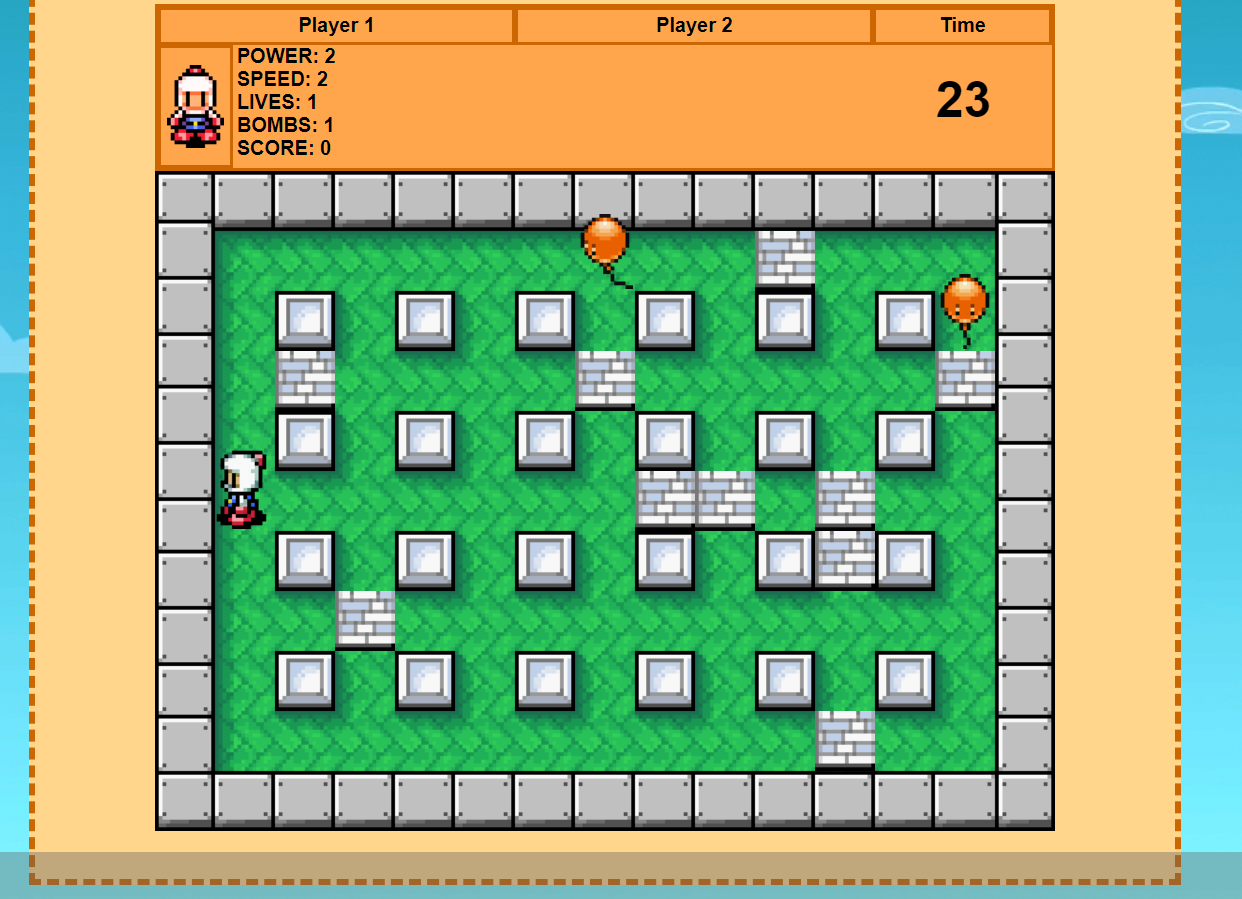 Player 1 Player 2 Time
POWER: 2
SPEED: 2
LIVES: 1
BOMBS: 1
SCORE: 0
23